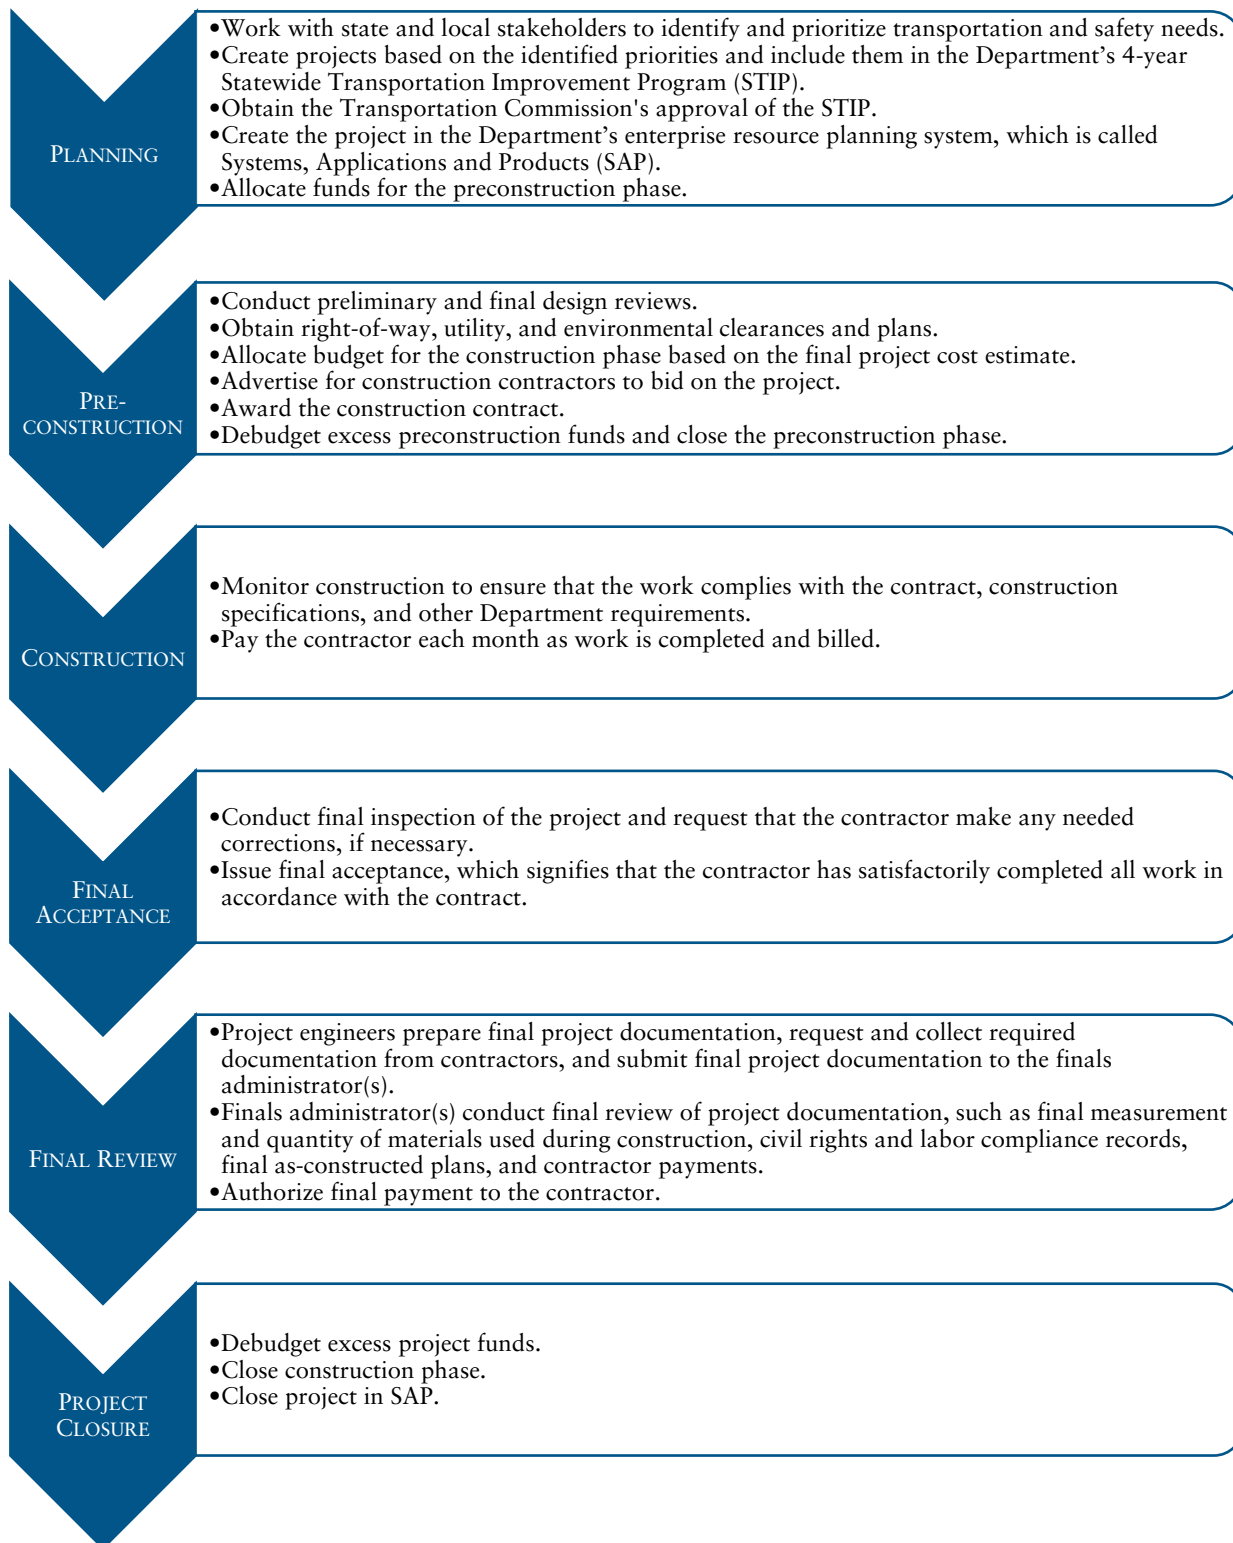 PLANNING
•Work with state and local stakeholders to identify and prioritize transportation and safety needs.
•Create projects based on the identified priorities and include them in the Department’s 4-year
Statewide Transportation Improvement Program (STIP).
•Obtain the Transportation Commission's approval of the STIP.
•Create the project in the Department’s enterprise resource planning system, which is called
Systems, Applications and Products (SAP).
•Allocate funds for the preconstruction phase.
PRE-
CONSTRUCTION
•Conduct preliminary and final design reviews.
•Obtain right-of-way, utility, and environmental clearances and plans.
•Allocate budget for the construction phase based on the final project cost estimate.
•Advertise for construction contractors to bid on the project.
•Award the construction contract.
•Debudget excess preconstruction funds and close the preconstruction phase.
CONSTRUCTION
•Monitor construction to ensure that the work complies with the contract, construction
specifications, and other Department requirements.
•Pay the contractor each month as work is completed and billed.
FINAL
ACCEPTANCE
•Conduct final inspection of the project and request that the contractor make any needed
corrections, if necessary.
•Issue final acceptance, which signifies that the contractor has satisfactorily completed all work in
accordance with the contract.
FINAL REVIEW
•Project engineers prepare final project documentation, request and collect required
documentation from contractors, and submit final project documentation to the finals
administrator(s).
•Finals administrator(s) conduct final review of project documentation, such as final measurement
and quantity of materials used during construction, civil rights and labor compliance records,
final as-constructed plans, and contractor payments.
•Authorize final payment to the contractor.
PROJECT
CLOSURE
•Debudget excess project funds.
•Close construction phase.
•Close project in SAP.